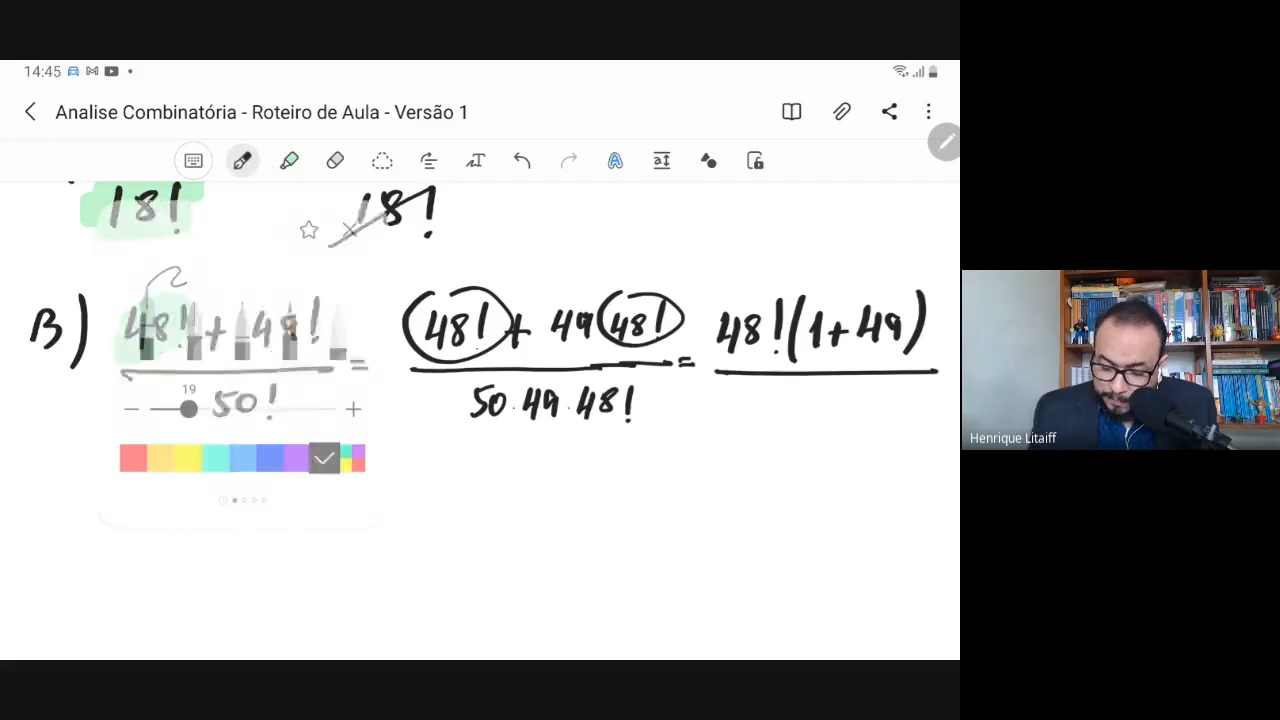 14:45
Analise Combinatória - Roteiro de Aula - Versão 1
18! 18!
B) 48! + 49! / 50! = 48! + 49 48! / 50 . 49 . 48! = 48! (1 + 49)
19
Henrique Litaiff